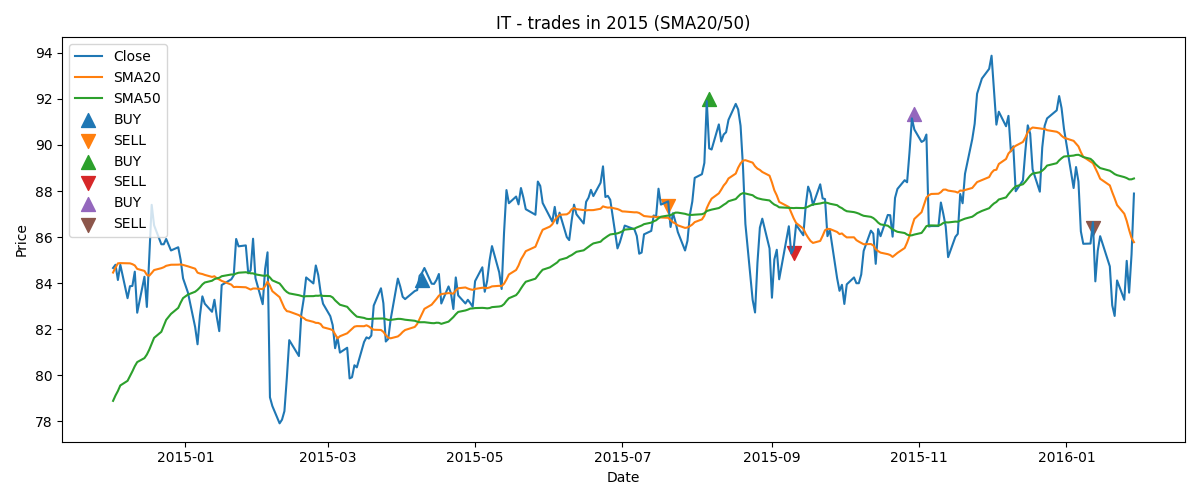 IT - trades in 2015 (SMA20/50)
Close
SMA20
SMA50
BUY
SELL
BUY
SELL
BUY
SELL
Price
94
92
90
88
86
84
82
80
78
2015-01
2015-03
2015-05
2015-07
2015-09
2015-11
2016-01
Date